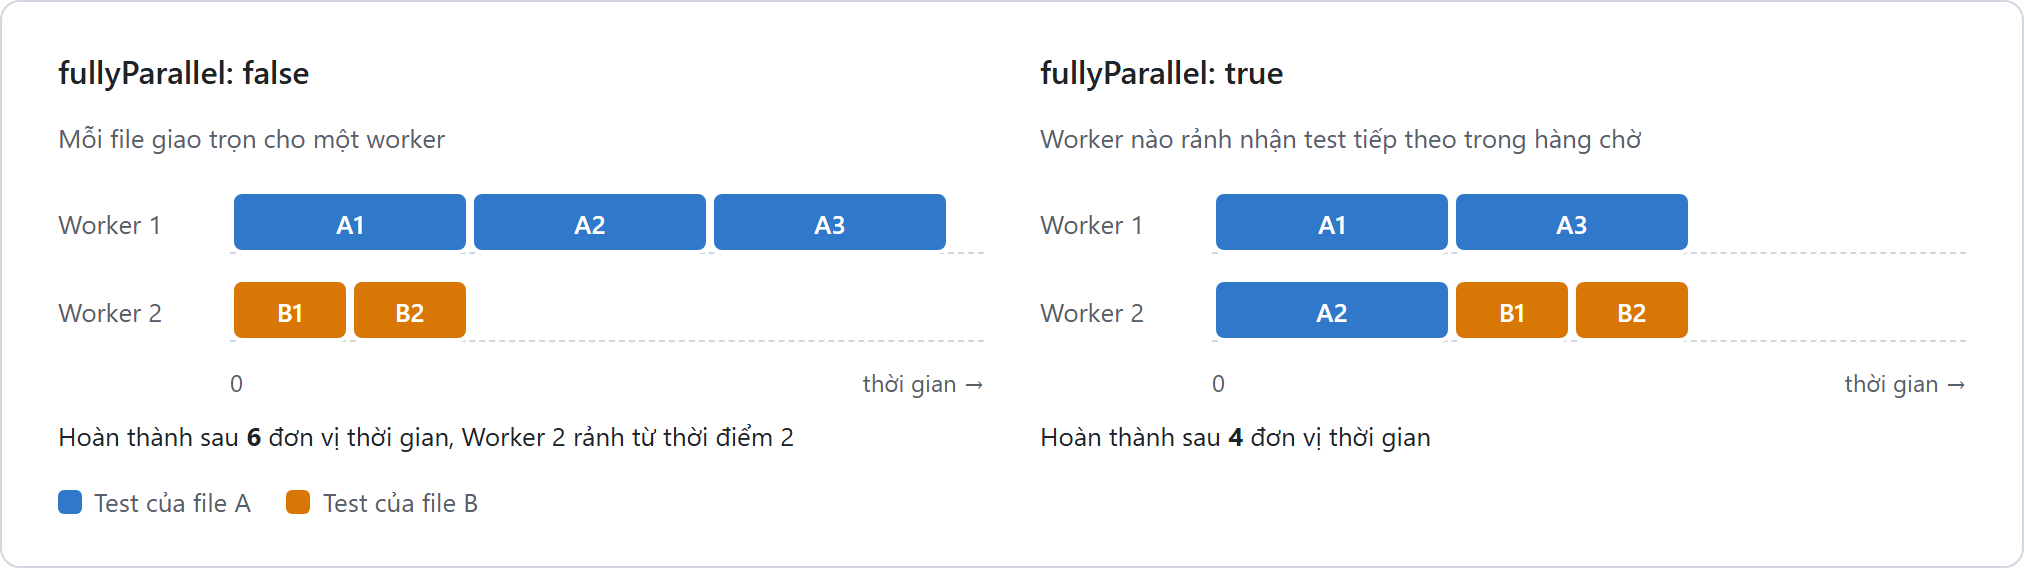 fullyParallel: false
Mỗi file giao trọn cho một worker
Worker 1
A1
A2
A3
Worker 2
B1
B2
0
thời gian →
Hoàn thành sau 6 đơn vị thời gian, Worker 2 rảnh từ thời điểm 2
Test của file A
Test của file B
fullyParallel: true
Worker nào rảnh nhận test tiếp theo trong hàng chờ
Worker 1
A1
A3
Worker 2
A2
B1
B2
0
thời gian →
Hoàn thành sau 4 đơn vị thời gian